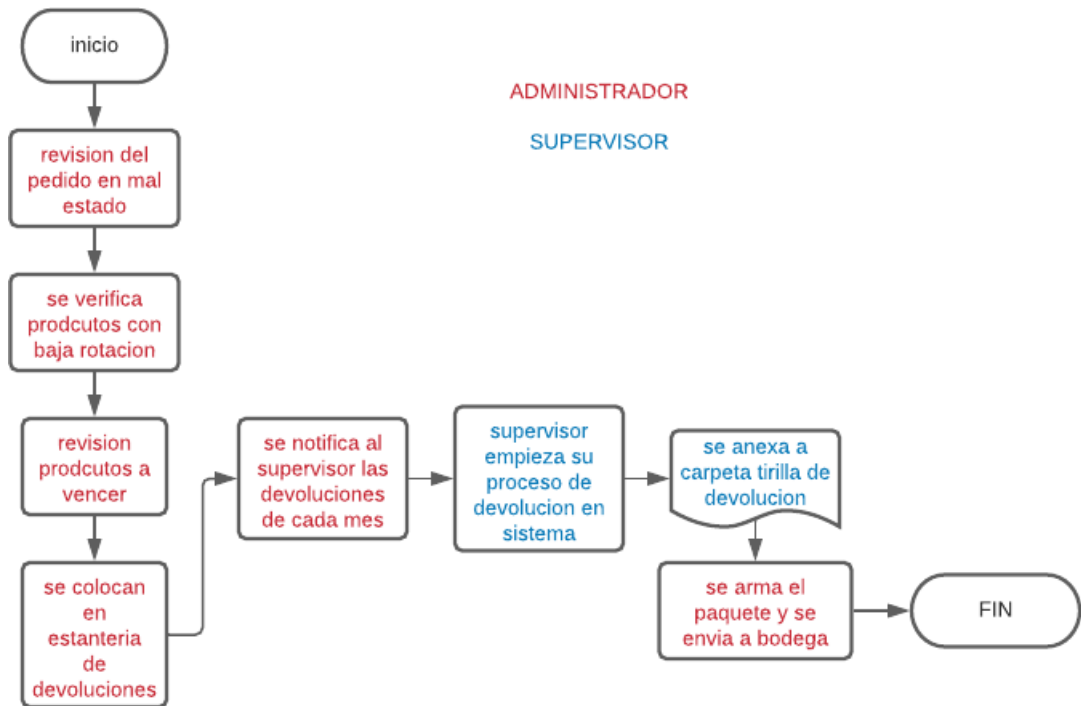 inicio
ADMINISTRADOR
SUPERVISOR
revision del
pedido en mal
estado
se verifica
prodcutos con
baja rotacion
revision
prodcutos a
vencer
se colocan
en
estanteria
de
devoluciones
se notifica al
supervisor las
devoluciones
de cada mes
supervisor
empieza su
proceso de
devolucion en
sistema
se anexa a
carpeta tirilla de
devolucion
se arma el
paquete y se
envia a bodega
FIN